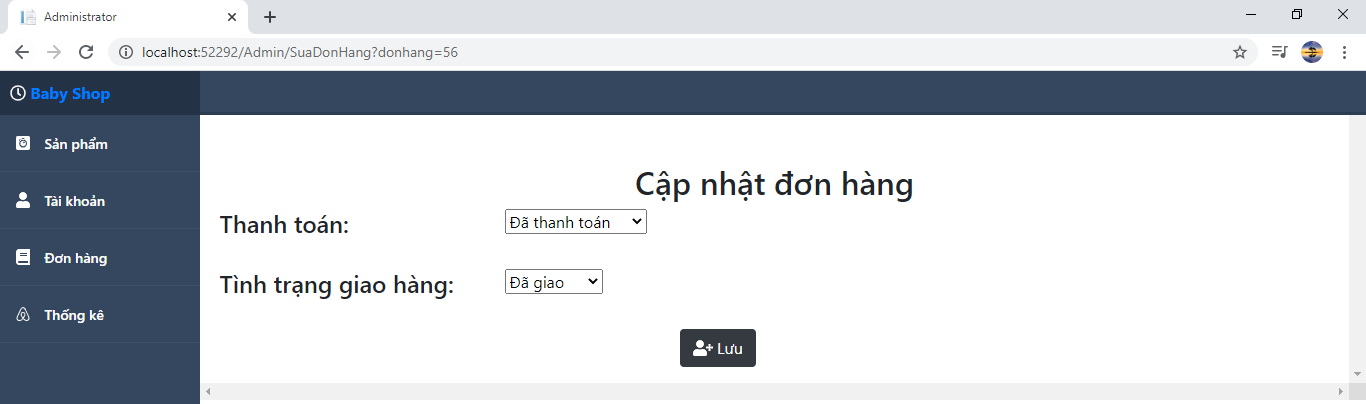 Administrator
localhost:52292/Admin/SuaDonHang?donhang=56
Baby Shop
Sản phẩm
Tài khoản
Đơn hàng
Thống kê
Cập nhật đơn hàng
Thanh toán: Đã thanh toán
Tình trạng giao hàng: Đã giao
Lưu